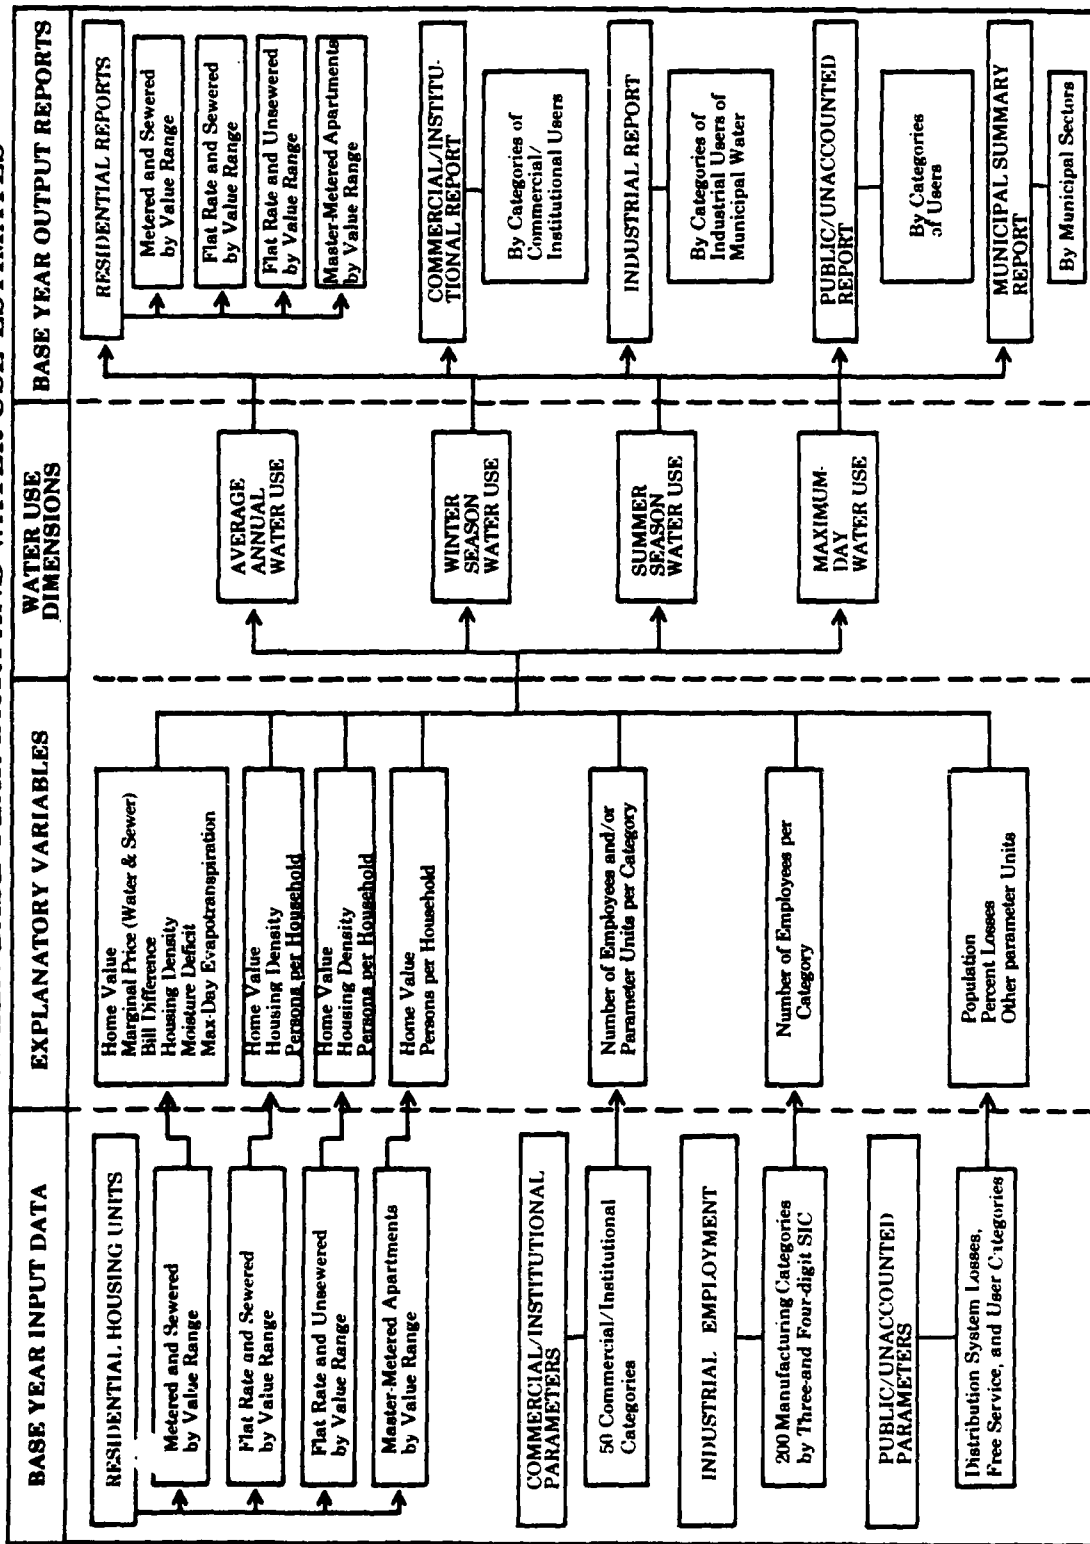 BASE YEAR INPUT DATA
RESIDENTIAL HOUSING UNITS
Metered and Sewered
by Value Range
Flat Rate and Sewered
by Value Range
Flat Rate and Unsewered
by Value Range
Master-Metered Apartments
by Value Range
COMMERCIAL/INSTITUTIONAL
PARAMETERS
50 Commercial/Institutional
Categories
INDUSTRIAL EMPLOYMENT
200 Manufacturing Categories
by Three-and Four-digit SIC
PUBLIC/UNACCOUNTED
PARAMETERS
Distribution System Losses,
Free Service, and User Categories
EXPLANATORY VARIABLES
Home Value
Marginal Price (Water & Sewer)
Bill Difference
Housing Density
Moisture Deficit
Max-Day Evapotranspiration
Home Value
Housing Density
Persons per Household
Home Value
Housing Density
Persons per Household
Home Value
Persons per Household
Number of Employees and/or
Parameter Units per Category
Number of Employees per
Category
Population
Percent Losses
Other parameter Units
WATER USE
DIMENSIONS
AVERAGE
ANNUAL
WATER USE
WINTER
SEASON
WATER USE
SUMMER
SEASON
WATER USE
MAXIMUM-
DAY
WATER USE
BASE YEAR OUTPUT REPORTS
RESIDENTIAL REPORTS
Metered and Sewered
by Value Range
Flat Rate and Sewered
by Value Range
Flat Rate and Unsewered
by Value Range
Master-Metered Apartments
by Value Range
COMMERCIAL/INSTITU-
TIONAL REPORT
By Categories of
Commercial/
Institutional Users
INDUSTRIAL REPORT
By Categories of
Industrial Users of
Municipal Water
PUBLIC/UNACCOUNTED
REPORT
By Categories
of Users
MUNICIPAL SUMMARY
REPORT
By Municipal Sectors